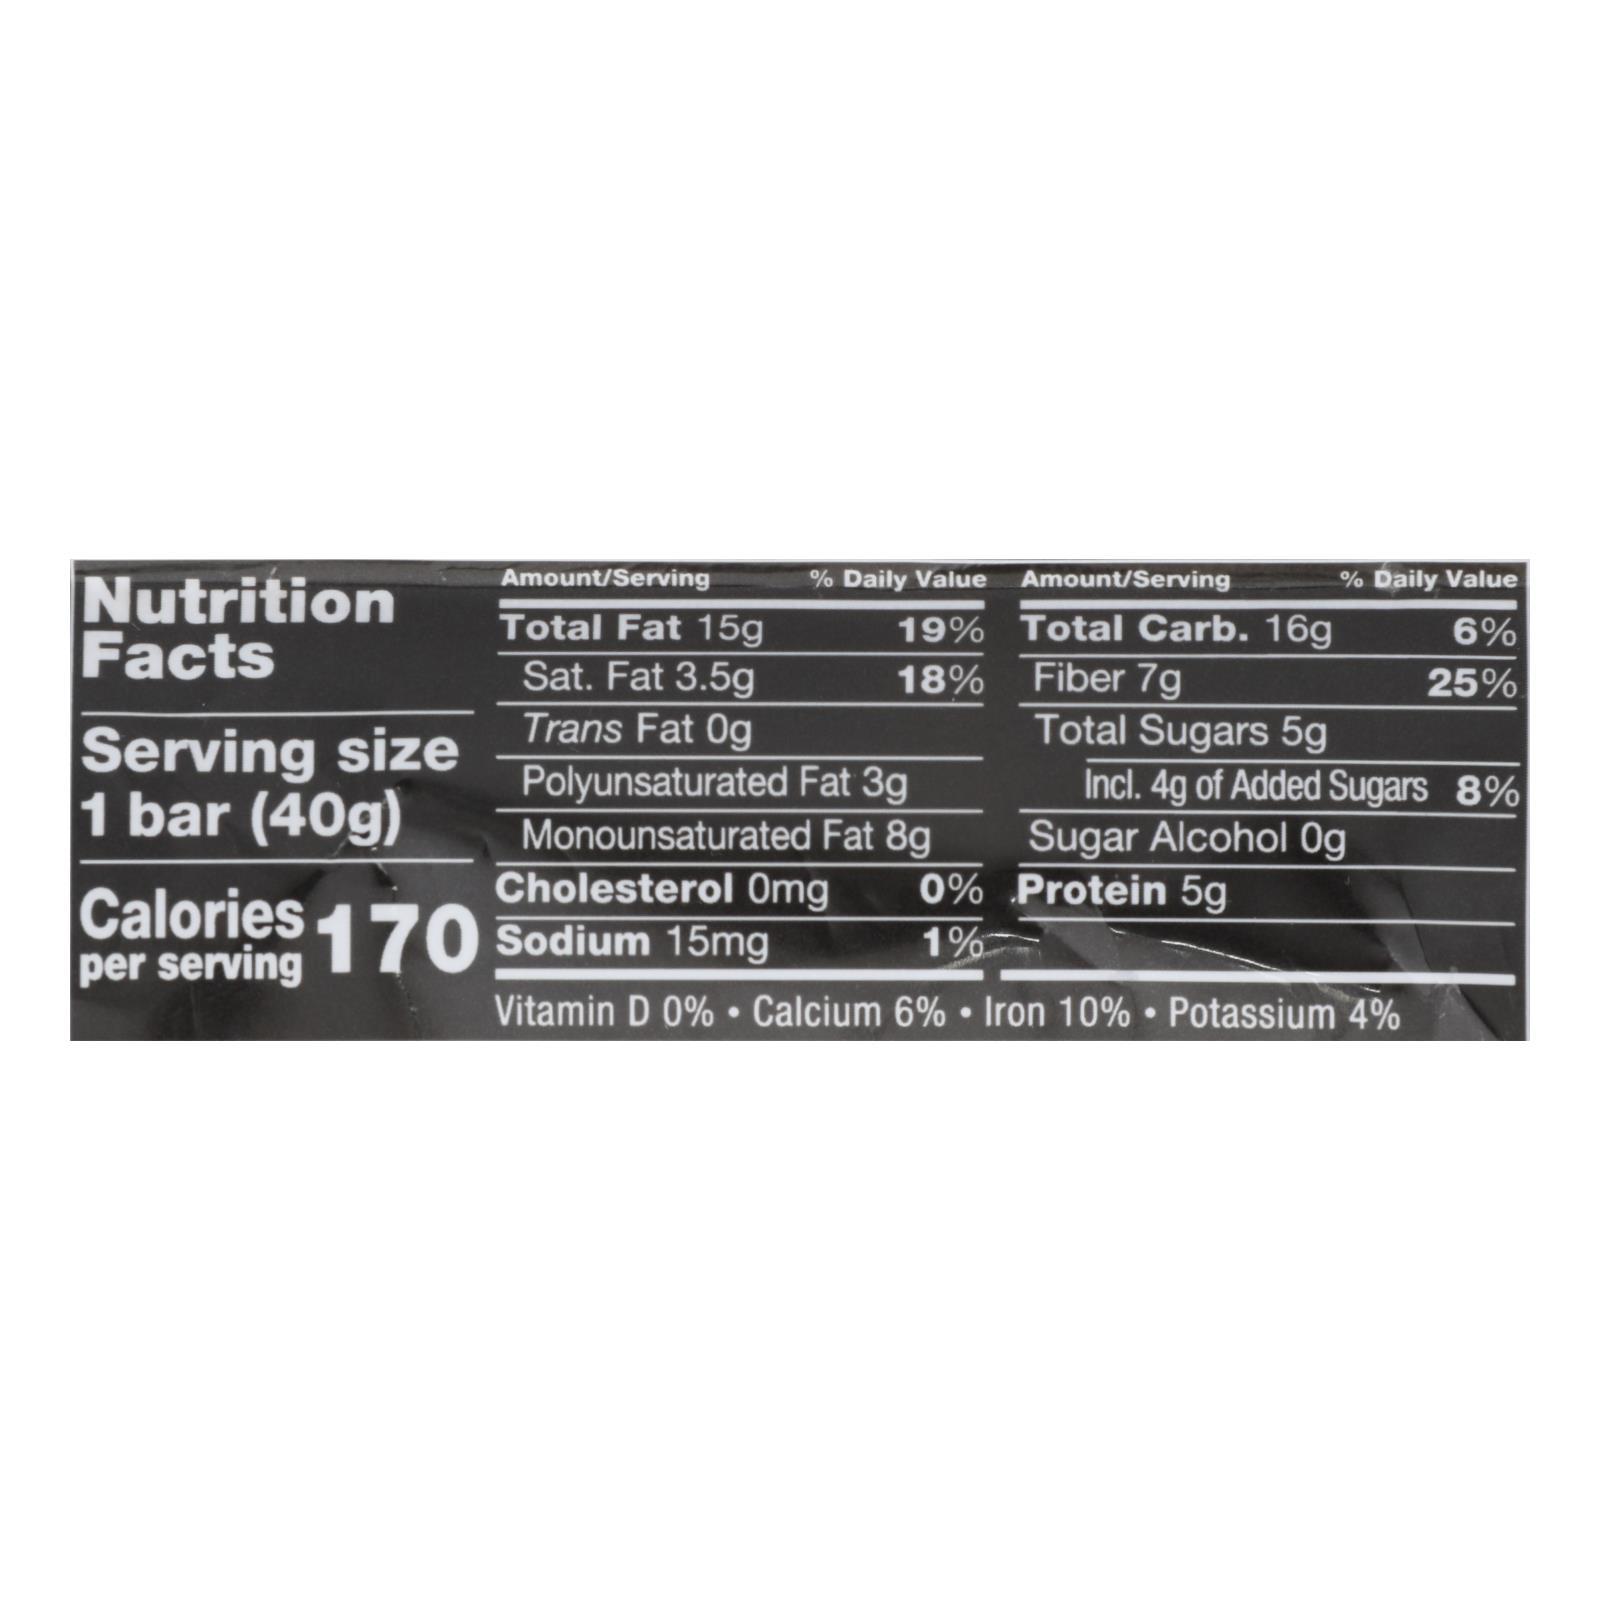 Nutrition
Facts
Serving size
1 bar (40g)
Calories
per serving
170
Amount/Serving % Daily Value
Total Fat 15g 19%
Sat. Fat 3.5g 18%
Trans Fat 0g
Polyunsaturated Fat 3g
Monounsaturated Fat 8g
Cholesterol 0mg 0%
Sodium 15mg 1%
Amount/Serving % Daily Value
Total Carb. 16g 6%
Fiber 7g 25%
Total Sugars 5g
Incl. 4g of Added Sugars 8%
Sugar Alcohol 0g
Protein 5g
Vitamin D 0% • Calcium 6% • Iron 10% • Potassium 4%